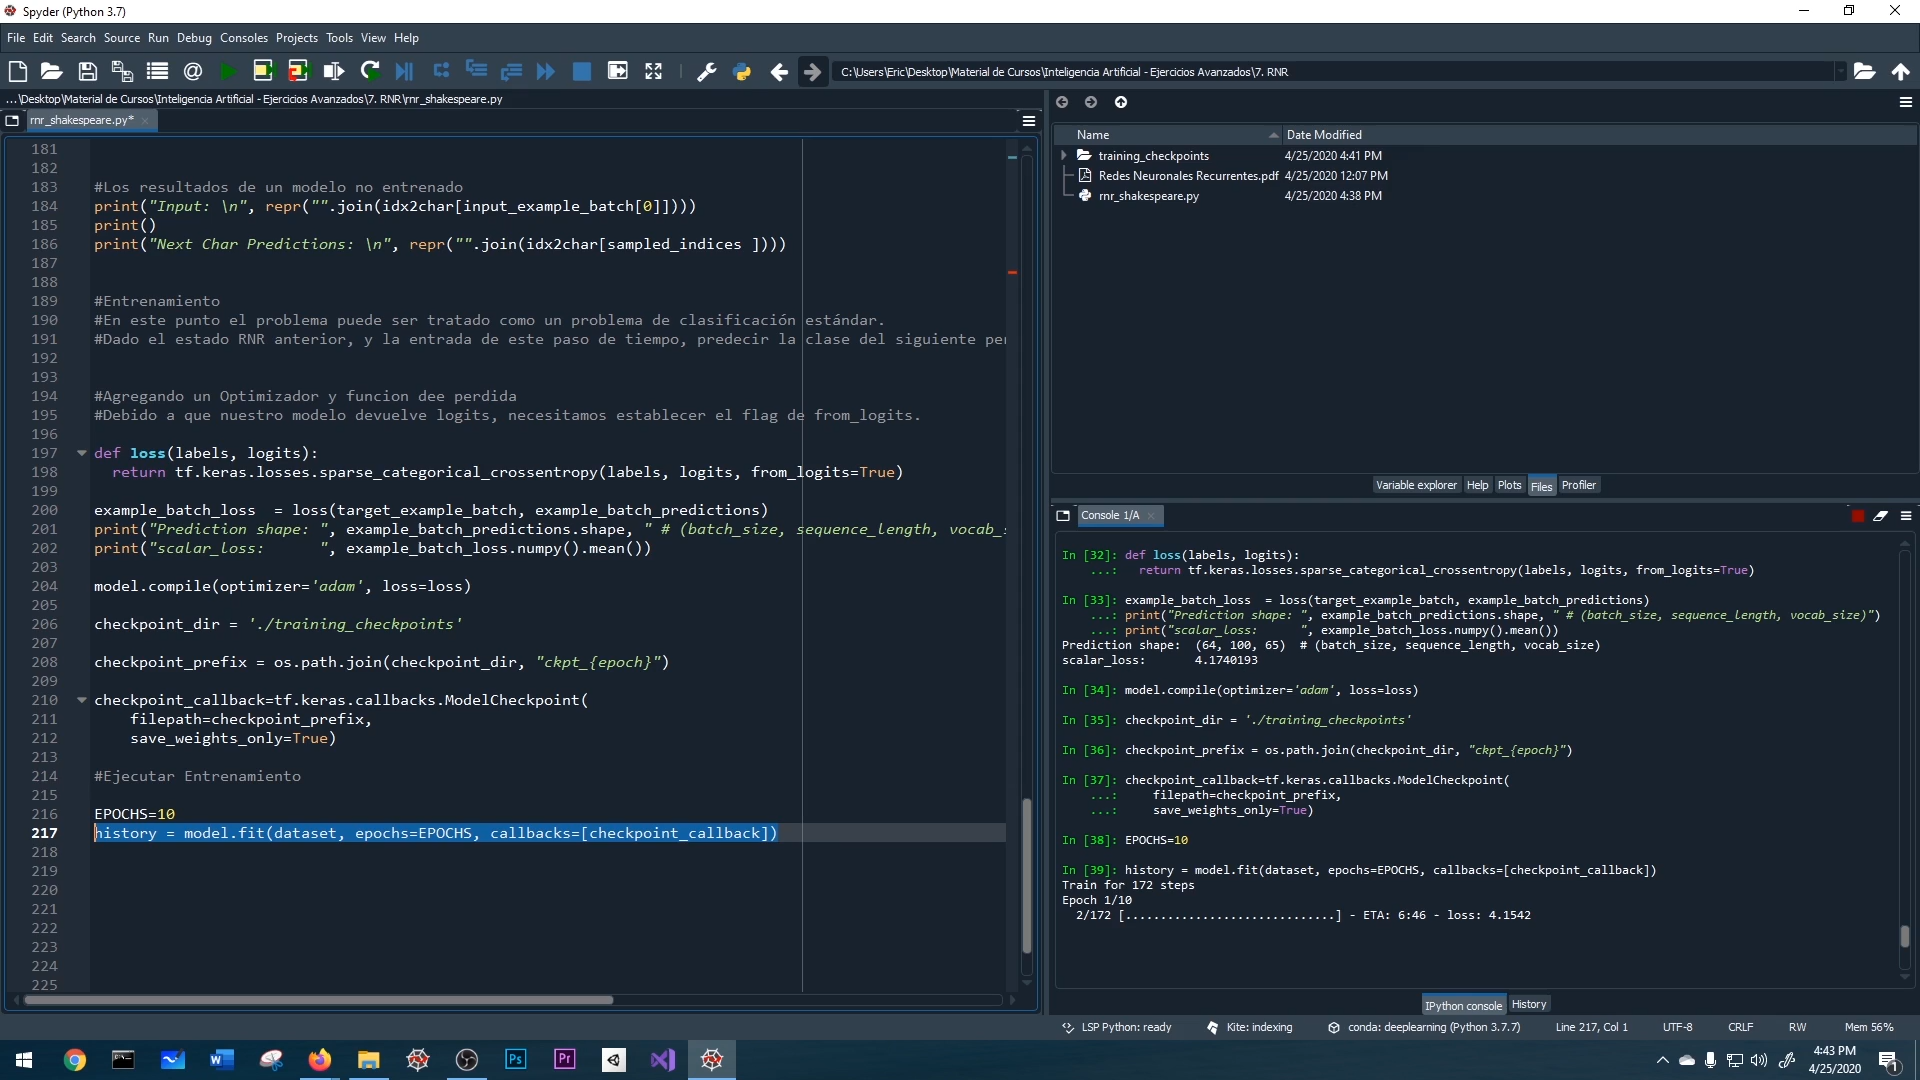 Spyder (Python 3.7)
File Edit Search Source Run Debug Consoles Projects Tools View Help
C:\Users\Eric\Desktop\Material de Cursos\Inteligencia Artificial - Ejercicios Avanzados\7. RNR
...\Desktop\Material de Cursos\Inteligencia Artificial - Ejercicios Avanzados\7. RNR\rnr_shakespeare.py
rnr_shakespeare.py*
181
182
183 #Los resultados de un modelo no entrenado
184 print("Input: \n", repr("".join(idx2char[input_example_batch[0]])))
185 print()
186 print("Next Char Predictions: \n", repr("".join(idx2char[sampled_indices ])))
187
188
189 #Entrenamiento
190 #En este punto el problema puede ser tratado como un problema de clasificación estándar.
191 #Dado el estado RNR anterior, y la entrada de este paso de tiempo, predecir la clase del siguiente per
192
193
194 #Agregando un Optimizador y funcion dee perdida
195 #Debido a que nuestro modelo devuelve logits, necesitamos establecer el flag de from_logits.
196
197 def loss(labels, logits):
198 return tf.keras.losses.sparse_categorical_crossentropy(labels, logits, from_logits=True)
199
200 example_batch_loss  = loss(target_example_batch, example_batch_predictions)
201 print("Prediction shape: ", example_batch_predictions.shape, " # (batch_size, sequence_length, vocab_s
202 print("scalar_loss:      ", example_batch_loss.numpy().mean())
203
204 model.compile(optimizer='adam', loss=loss)
205
206 checkpoint_dir = './training_checkpoints'
207
208 checkpoint_prefix = os.path.join(checkpoint_dir, "ckpt_{epoch}")
209
210 checkpoint_callback=tf.keras.callbacks.ModelCheckpoint(
211 filepath=checkpoint_prefix,
212 save_weights_only=True)
213
214 #Ejecutar Entrenamiento
215
216 EPOCHS=10
217 history = model.fit(dataset, epochs=EPOCHS, callbacks=[checkpoint_callback])
218
219
220
221
222
223
224
225
Name Date Modified
training_checkpoints 4/25/2020 4:41 PM
Redes Neuronales Recurrentes.pdf 4/25/2020 12:07 PM
rnr_shakespeare.py 4/25/2020 4:38 PM
Variable explorer Help Plots Files Profiler
Console 1/A
In [32]: def loss(labels, logits):
...: return tf.keras.losses.sparse_categorical_crossentropy(labels, logits, from_logits=True)
In [33]: example_batch_loss  = loss(target_example_batch, example_batch_predictions)
...: print("Prediction shape: ", example_batch_predictions.shape, " # (batch_size, sequence_length, vocab_size)")
...: print("scalar_loss:      ", example_batch_loss.numpy().mean())
Prediction shape:  (64, 100, 65)  # (batch_size, sequence_length, vocab_size)
scalar_loss:       4.1740193
In [34]: model.compile(optimizer='adam', loss=loss)
In [35]: checkpoint_dir = './training_checkpoints'
In [36]: checkpoint_prefix = os.path.join(checkpoint_dir, "ckpt_{epoch}")
In [37]: checkpoint_callback=tf.keras.callbacks.ModelCheckpoint(
...: filepath=checkpoint_prefix,
...: save_weights_only=True)
In [38]: EPOCHS=10
In [39]: history = model.fit(dataset, epochs=EPOCHS, callbacks=[checkpoint_callback])
Train for 172 steps
Epoch 1/10
2/172 [..............................] - ETA: 6:46 - loss: 4.1542
IPython console History
LSP Python: ready Kite: indexing conda: deeplearning (Python 3.7.7) Line 217, Col 1 UTF-8 CRLF RW Mem 56%
Ps Pr 4:43 PM
4/25/2020 1